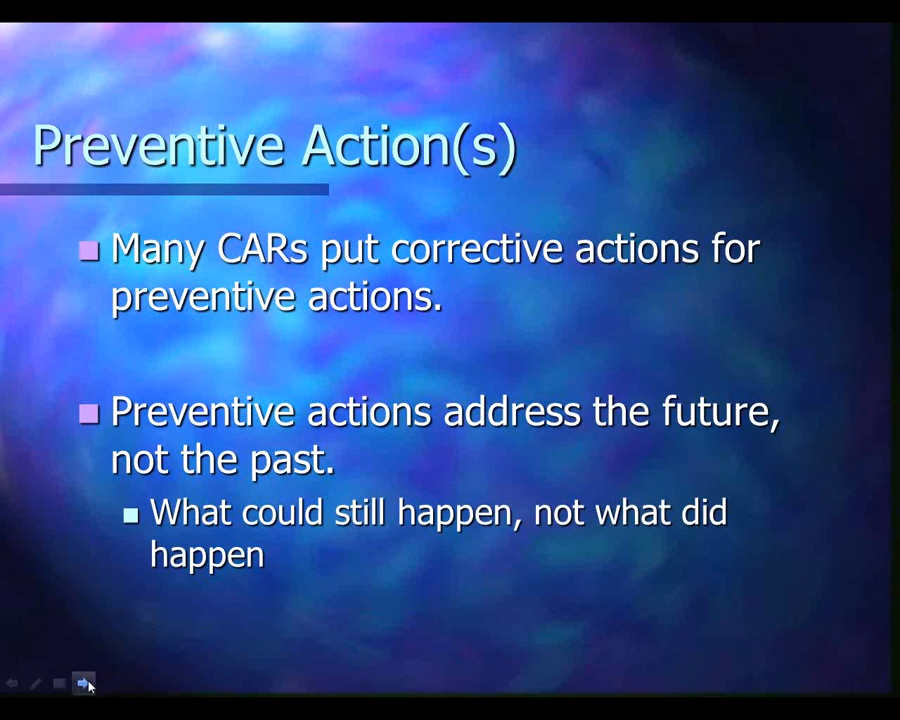 Preventive Action(s)
Many CARs put corrective actions for
preventive actions.
Preventive actions address the future,
not the past.
What could still happen, not what did
happen